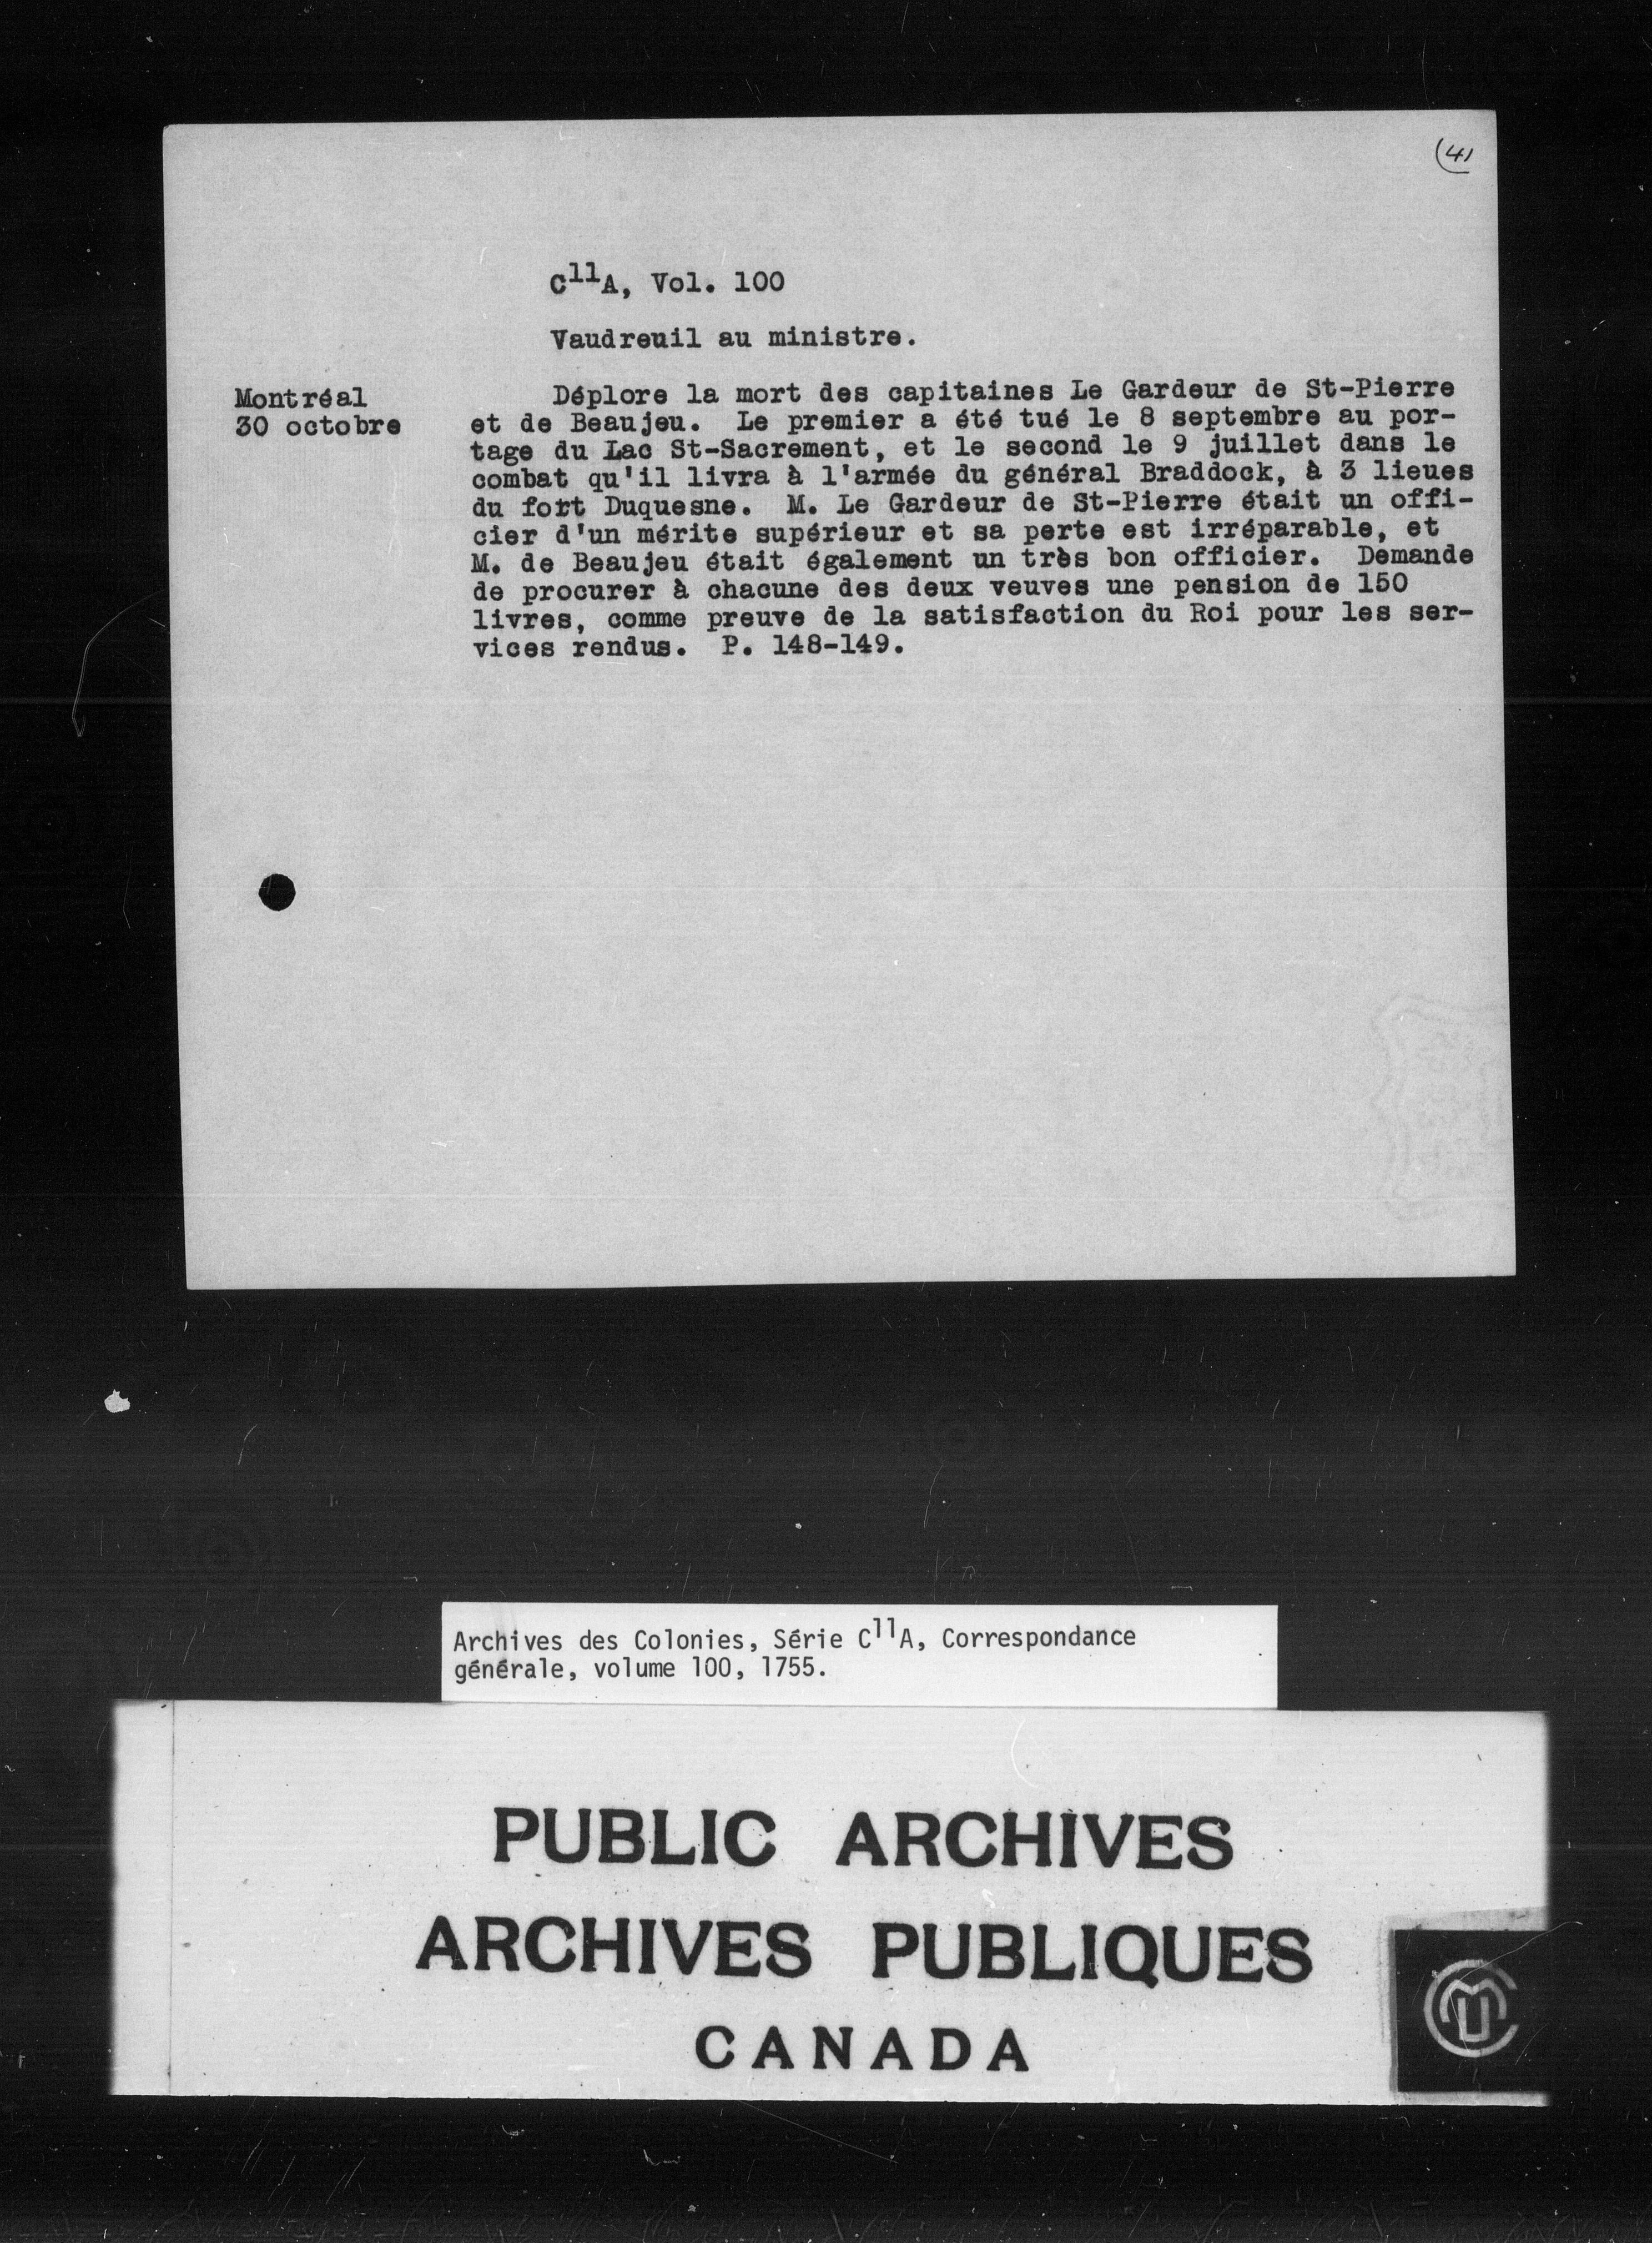 (41
C11A, Vol. 100
Vaudreuil au ministre.
Montréal
30 octobre
Déplore la mort des capitaines Le Gardeur de St-Pierre
et de Beaujeu. Le premier a été tué le 8 septembre au por-
tage du Lac St-Sacrement, et le second le 9 juillet dans le
combat qu'il livra à l'armée du général Braddock, à 3 lieues
du fort Duquesne. M. Le Gardeur de St-Pierre était un offi-
cier d'un mérite supérieur et sa perte est irréparable, et
M. de Beaujeu était également un très bon officier. Demande
de procurer à chacune des deux veuves une pension de 150
livres, comme preuve de la satisfaction du Roi pour les ser-
vices rendus. P. 148-149.
Archives des Colonies, Série C11A, Correspondance
générale, volume 100, 1755.
PUBLIC ARCHIVES
ARCHIVES PUBLIQUES
CANADA